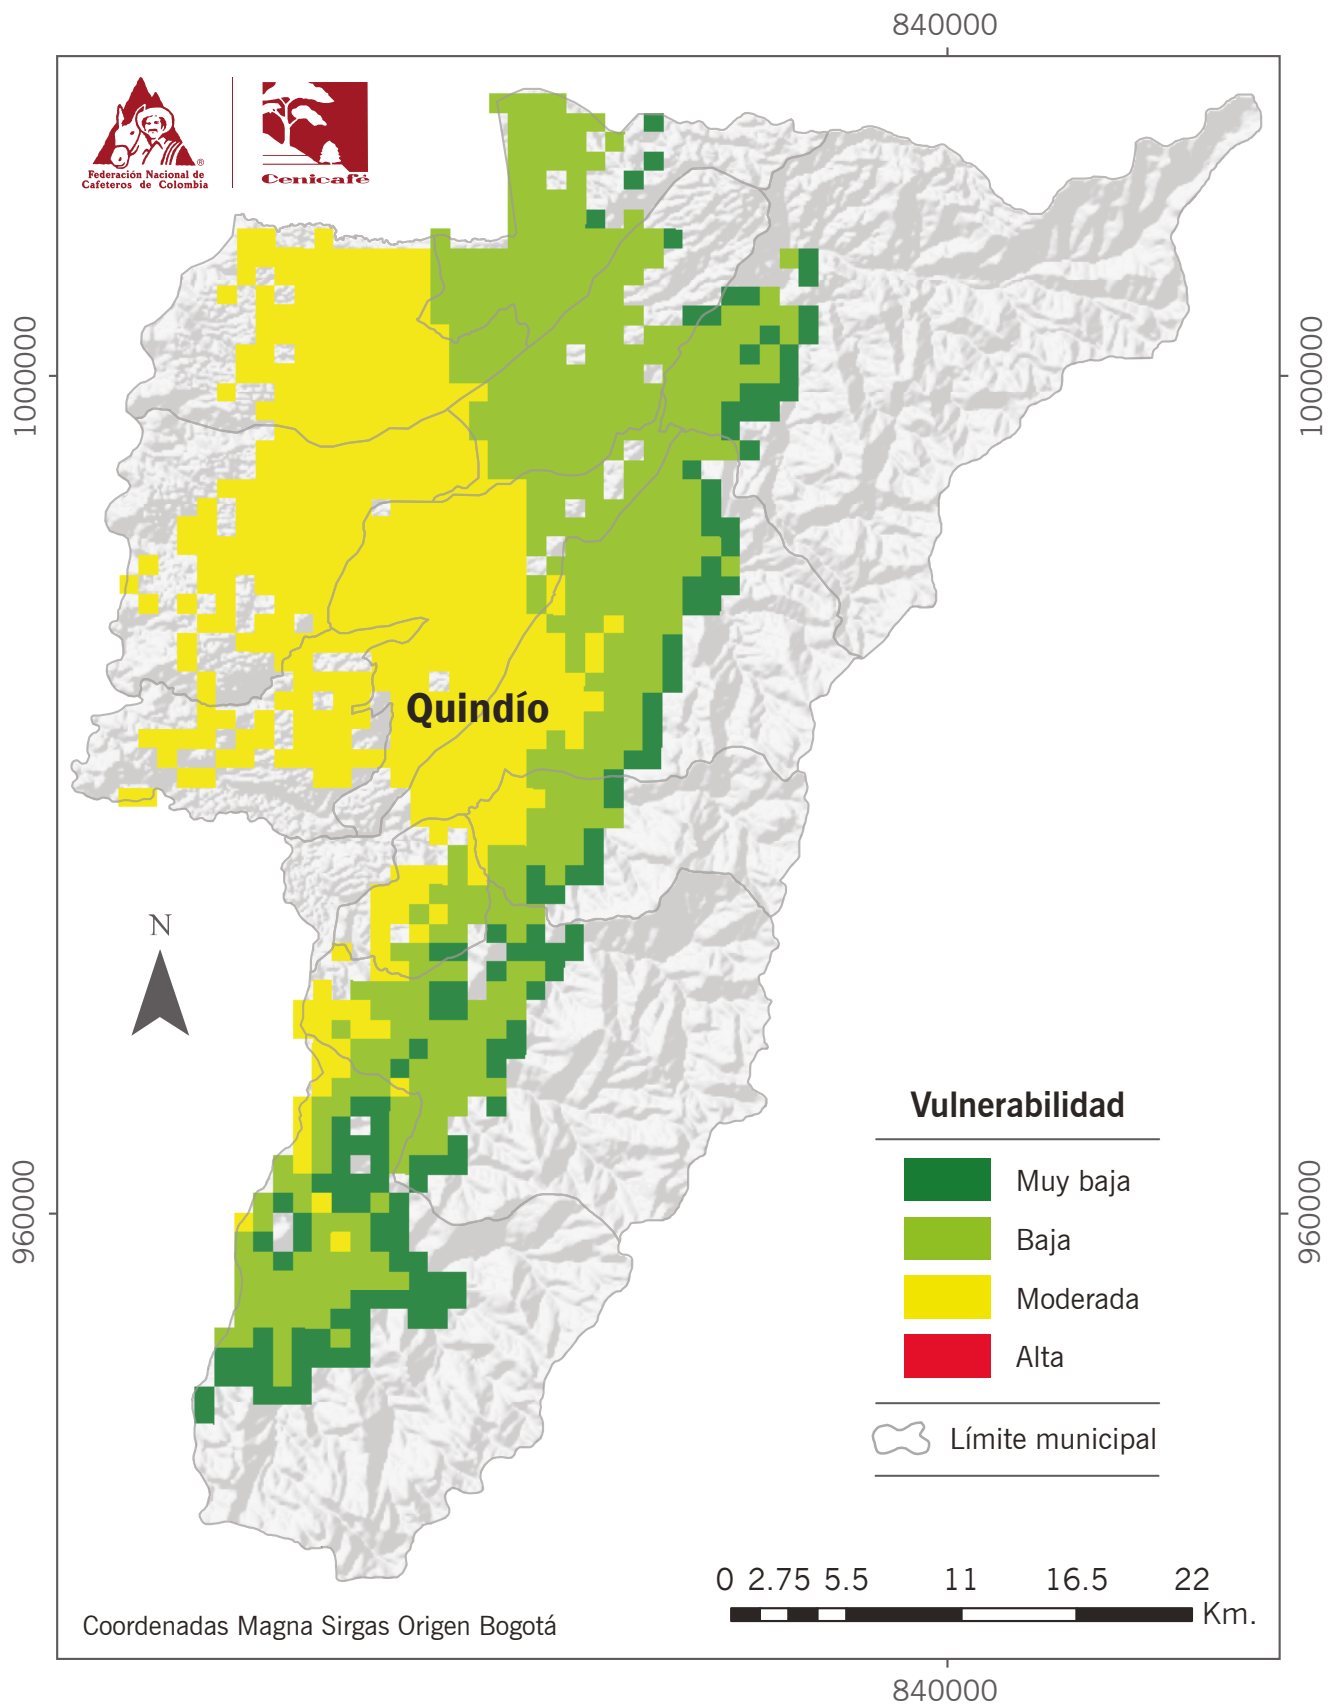 840000
Federación Nacional de
Cafeteros de Colombia
®
Cenicafé
1000000
1000000
Quindío
N
Vulnerabilidad
Muy baja
Baja
Moderada
Alta
Límite municipal
960000
960000
0 2.75 5.5 11 16.5 22
Km.
Coordenadas Magna Sirgas Origen Bogotá
840000